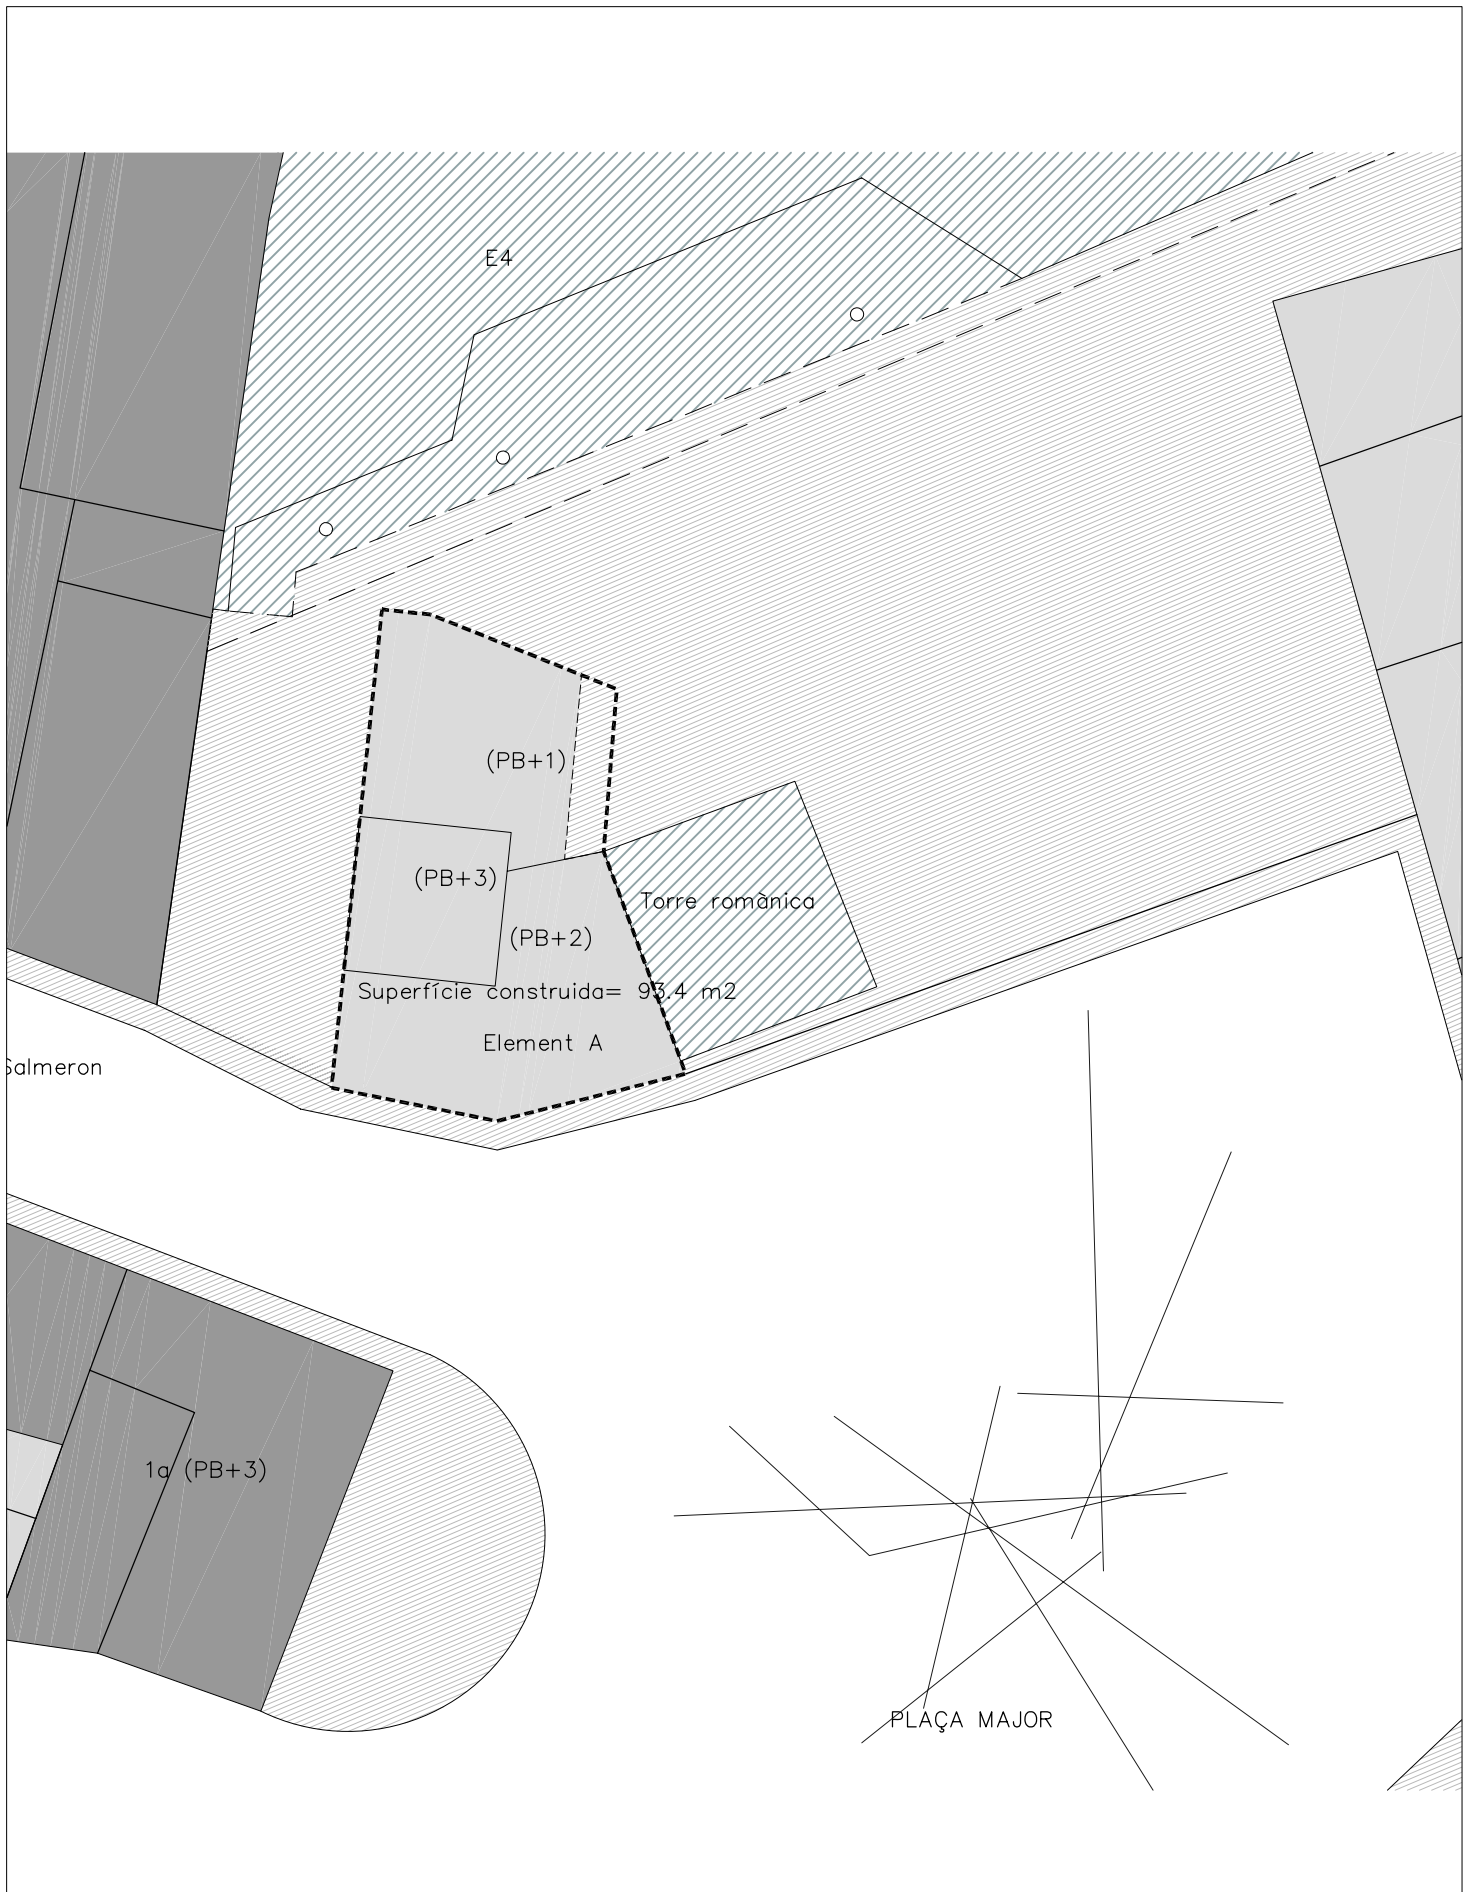 E4
(PB+1)
(PB+3)
Torre romànica
(PB+2)
Superfície construida= 93.4 m2
Element A
Salmeron
1a (PB+3)
PLAÇA MAJOR